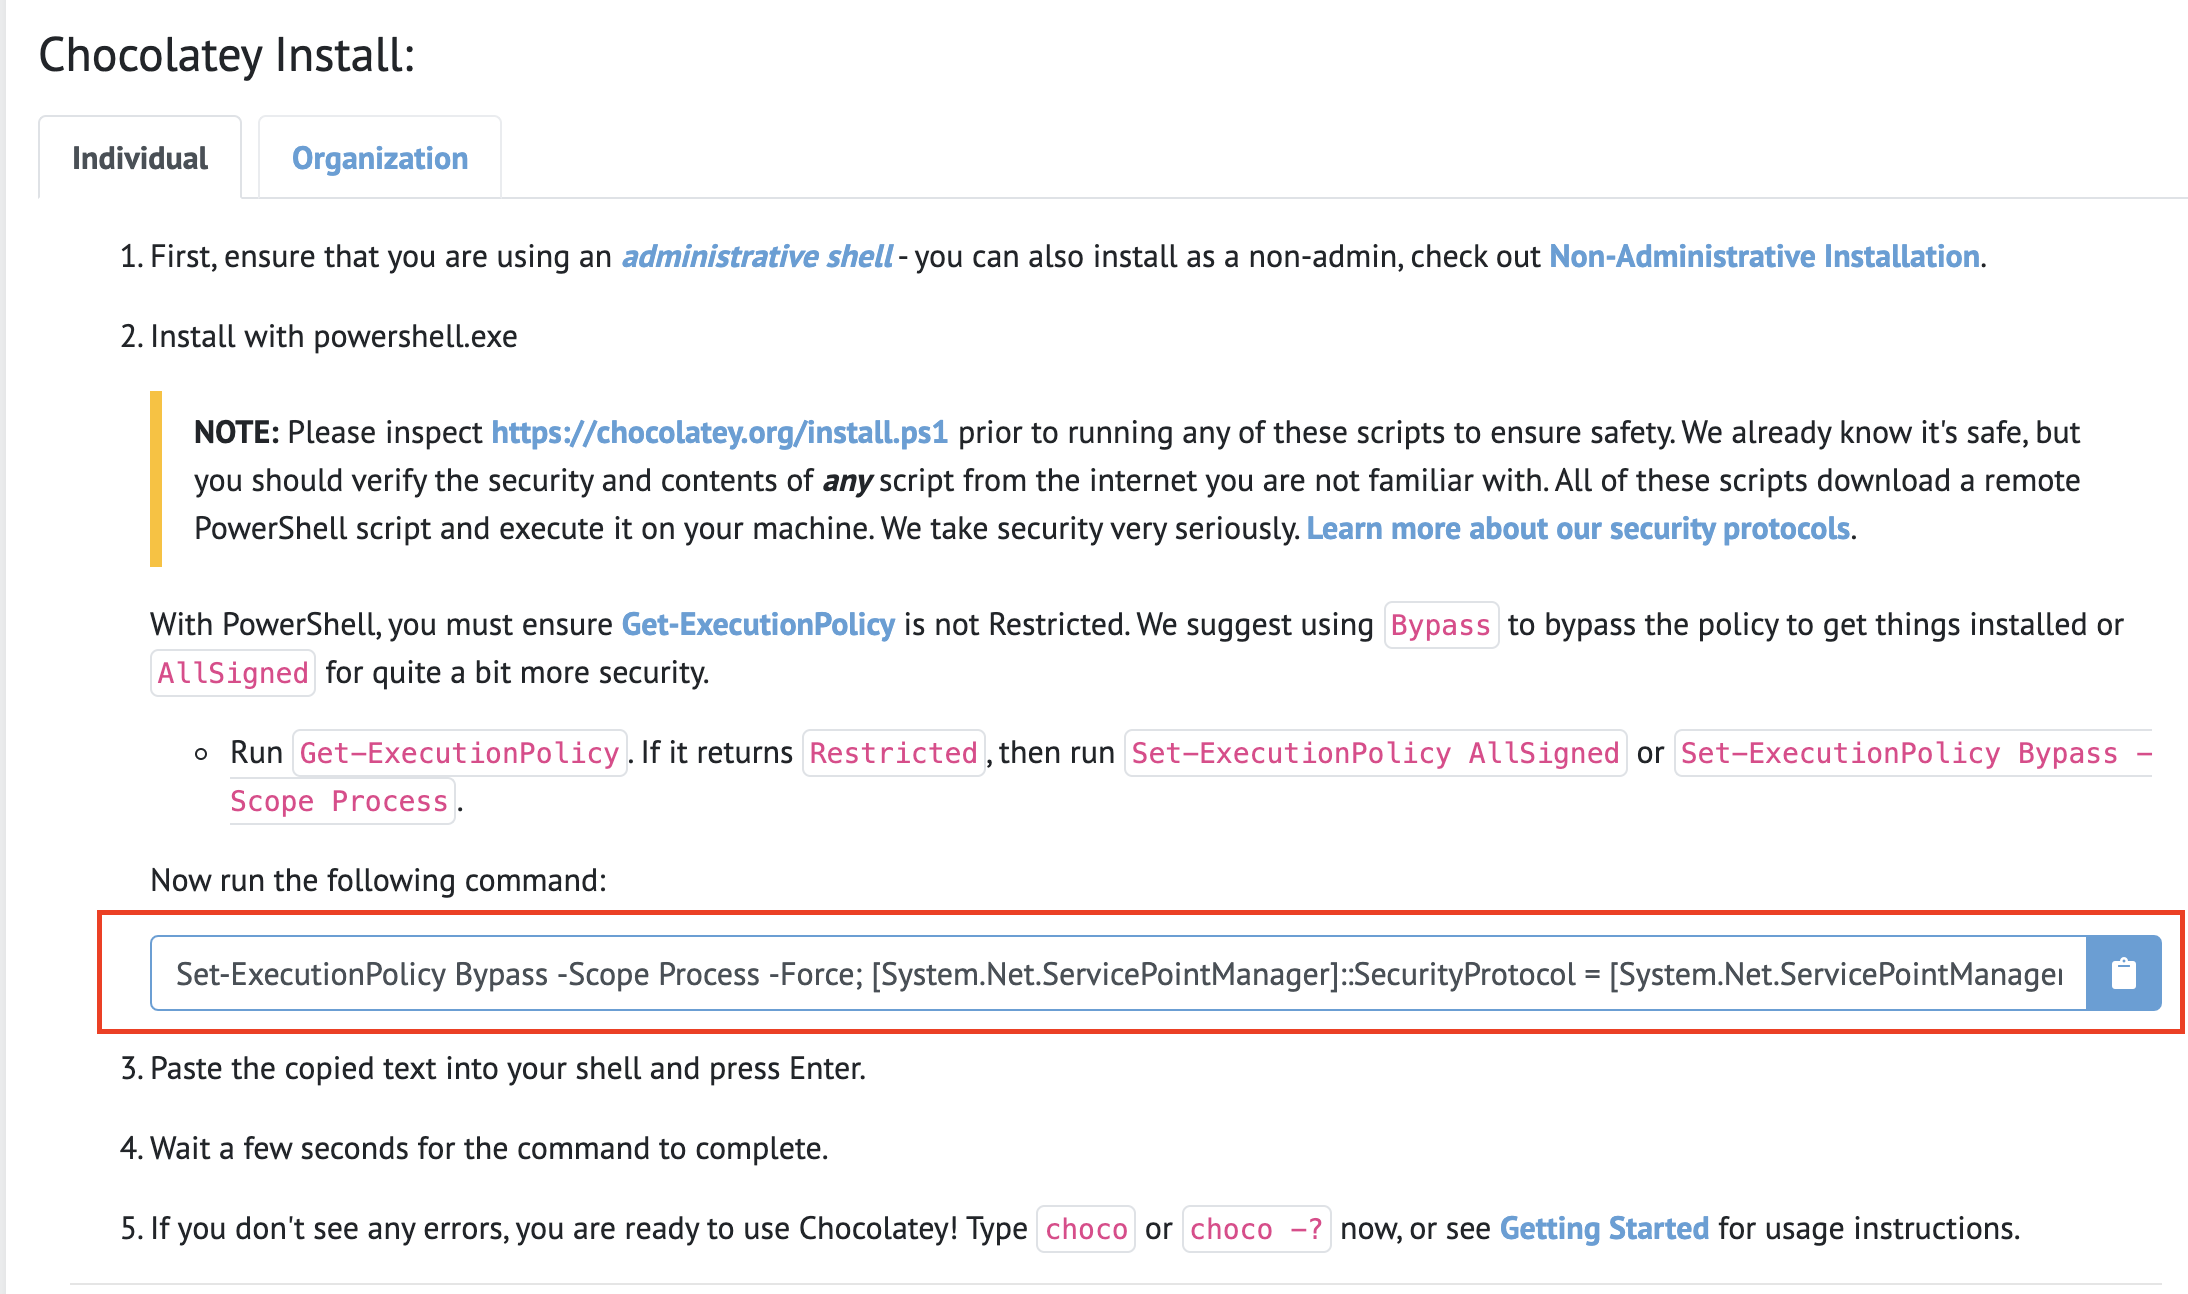 Chocolatey Install:
Individual
Organization
1. First, ensure that you are using an administrative shell - you can also install as a non-admin, check out Non-Administrative Installation.
2. Install with powershell.exe
NOTE: Please inspect https://chocolatey.org/install.ps1 prior to running any of these scripts to ensure safety. We already know it's safe, but
you should verify the security and contents of any script from the internet you are not familiar with. All of these scripts download a remote
PowerShell script and execute it on your machine. We take security very seriously. Learn more about our security protocols.
With PowerShell, you must ensure Get-ExecutionPolicy is not Restricted. We suggest using Bypass to bypass the policy to get things installed or
AllSigned for quite a bit more security.
Run Get-ExecutionPolicy. If it returns Restricted, then run Set-ExecutionPolicy AllSigned or Set-ExecutionPolicy Bypass -
Scope Process.
Now run the following command:
Set-ExecutionPolicy Bypass -Scope Process -Force; [System.Net.ServicePointManager]::SecurityProtocol = [System.Net.ServicePointManager
3. Paste the copied text into your shell and press Enter.
4. Wait a few seconds for the command to complete.
5. If you don't see any errors, you are ready to use Chocolatey! Type choco or choco -? now, or see Getting Started for usage instructions.